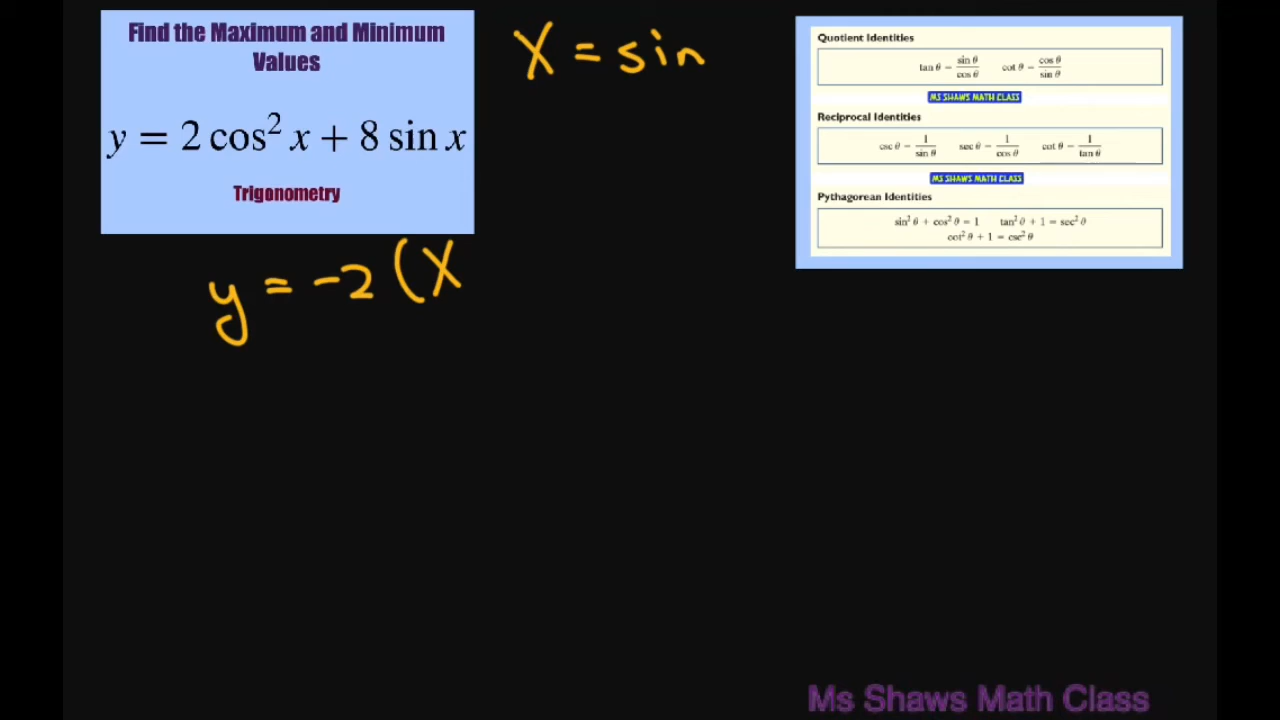 Find the Maximum and Minimum
Values
y = 2 cos² x + 8 sin x
Trigonometry
X = sin
y = -2 (X
Quotient Identities
tan θ = sin θ / cos θ cot θ = cos θ / sin θ
MS SHAWS MATH CLASS
Reciprocal Identities
csc θ = 1 / sin θ sec θ = 1 / cos θ cot θ = 1 / tan θ
MS SHAWS MATH CLASS
Pythagorean Identities
sin² θ + cos² θ = 1 tan² θ + 1 = sec² θ
cot² θ + 1 = csc² θ
Ms Shaws Math Class